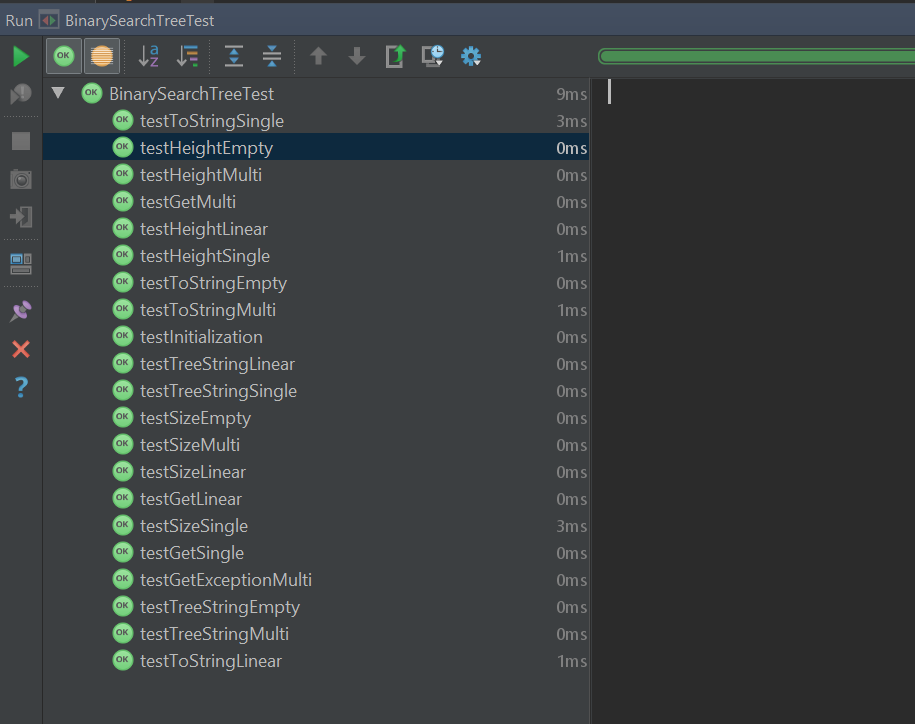 Run BinarySearchTreeTest
OK
OK BinarySearchTreeTest 9ms
OK testToStringSingle 3ms
OK testHeightEmpty 0ms
OK testHeightMulti 0ms
OK testGetMulti 0ms
OK testHeightLinear 0ms
OK testHeightSingle 1ms
OK testToStringEmpty 0ms
OK testToStringMulti 1ms
OK testInitialization 0ms
OK testTreeStringLinear 0ms
OK testTreeStringSingle 0ms
OK testSizeEmpty 0ms
OK testSizeMulti 0ms
OK testSizeLinear 0ms
OK testGetLinear 0ms
OK testSizeSingle 3ms
OK testGetSingle 0ms
OK testGetExceptionMulti 0ms
OK testTreeStringEmpty 0ms
OK testTreeStringMulti 0ms
OK testToStringLinear 1ms